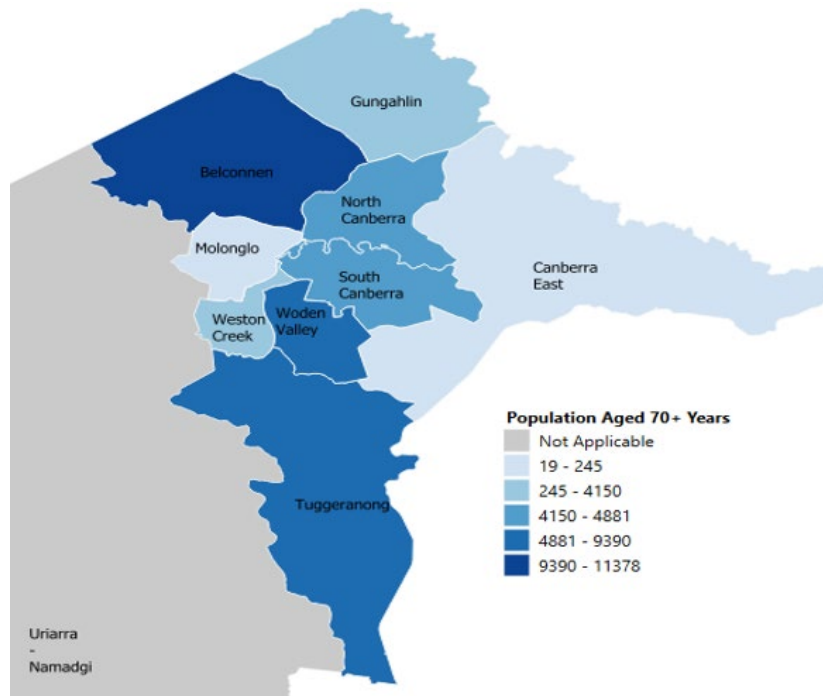 Gungahlin
Belconnen
North
Canberra
Molonglo
South
Canberra
Canberra
East
Weston
Creek
Woden
Valley
Population Aged 70+ Years
Not Applicable
19 - 245
245 - 4150
4150 - 4881
4881 - 9390
9390 - 11378
Tuggeranong
Uriarra
-
Namadgi